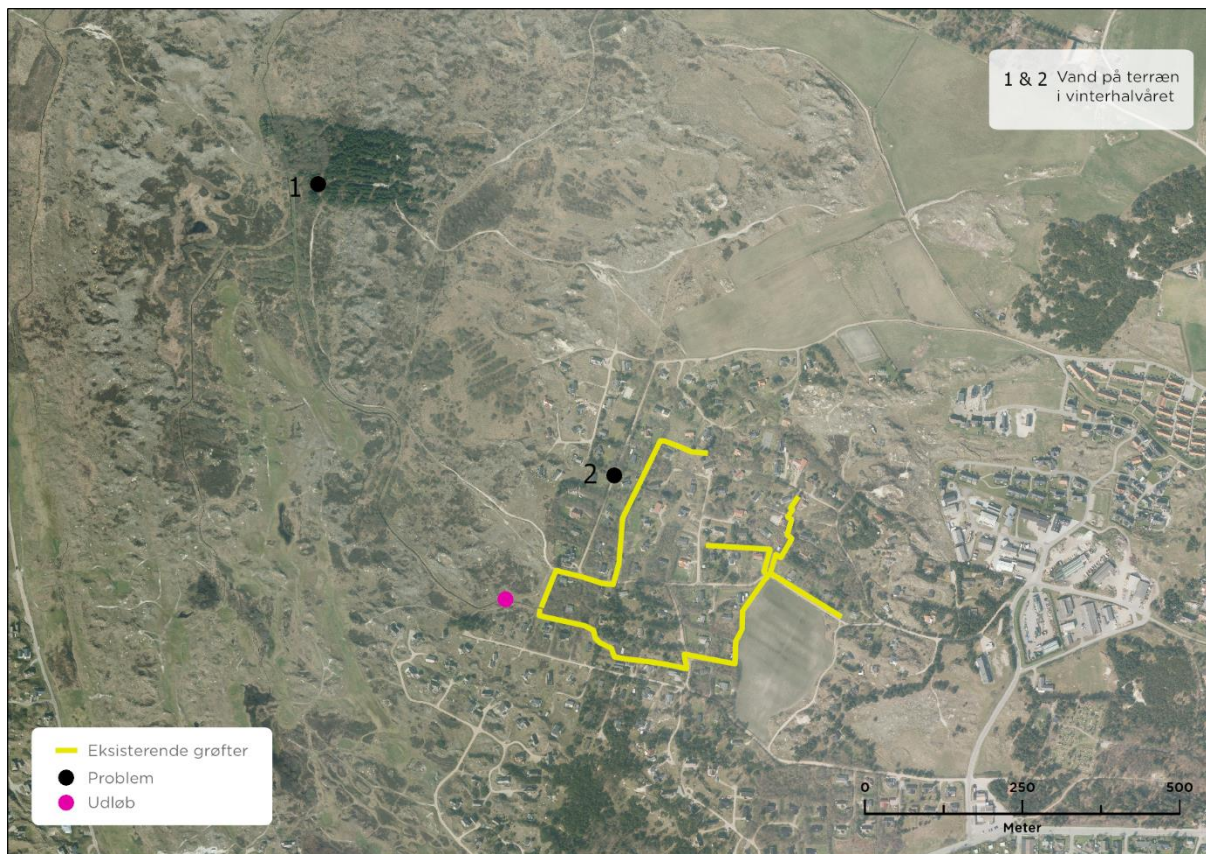 1 & 2 Vand på terræn
i vinterhalvåret
1
2
Eksisterende grøfter
Problem
Udløb
0 250 500
Meter